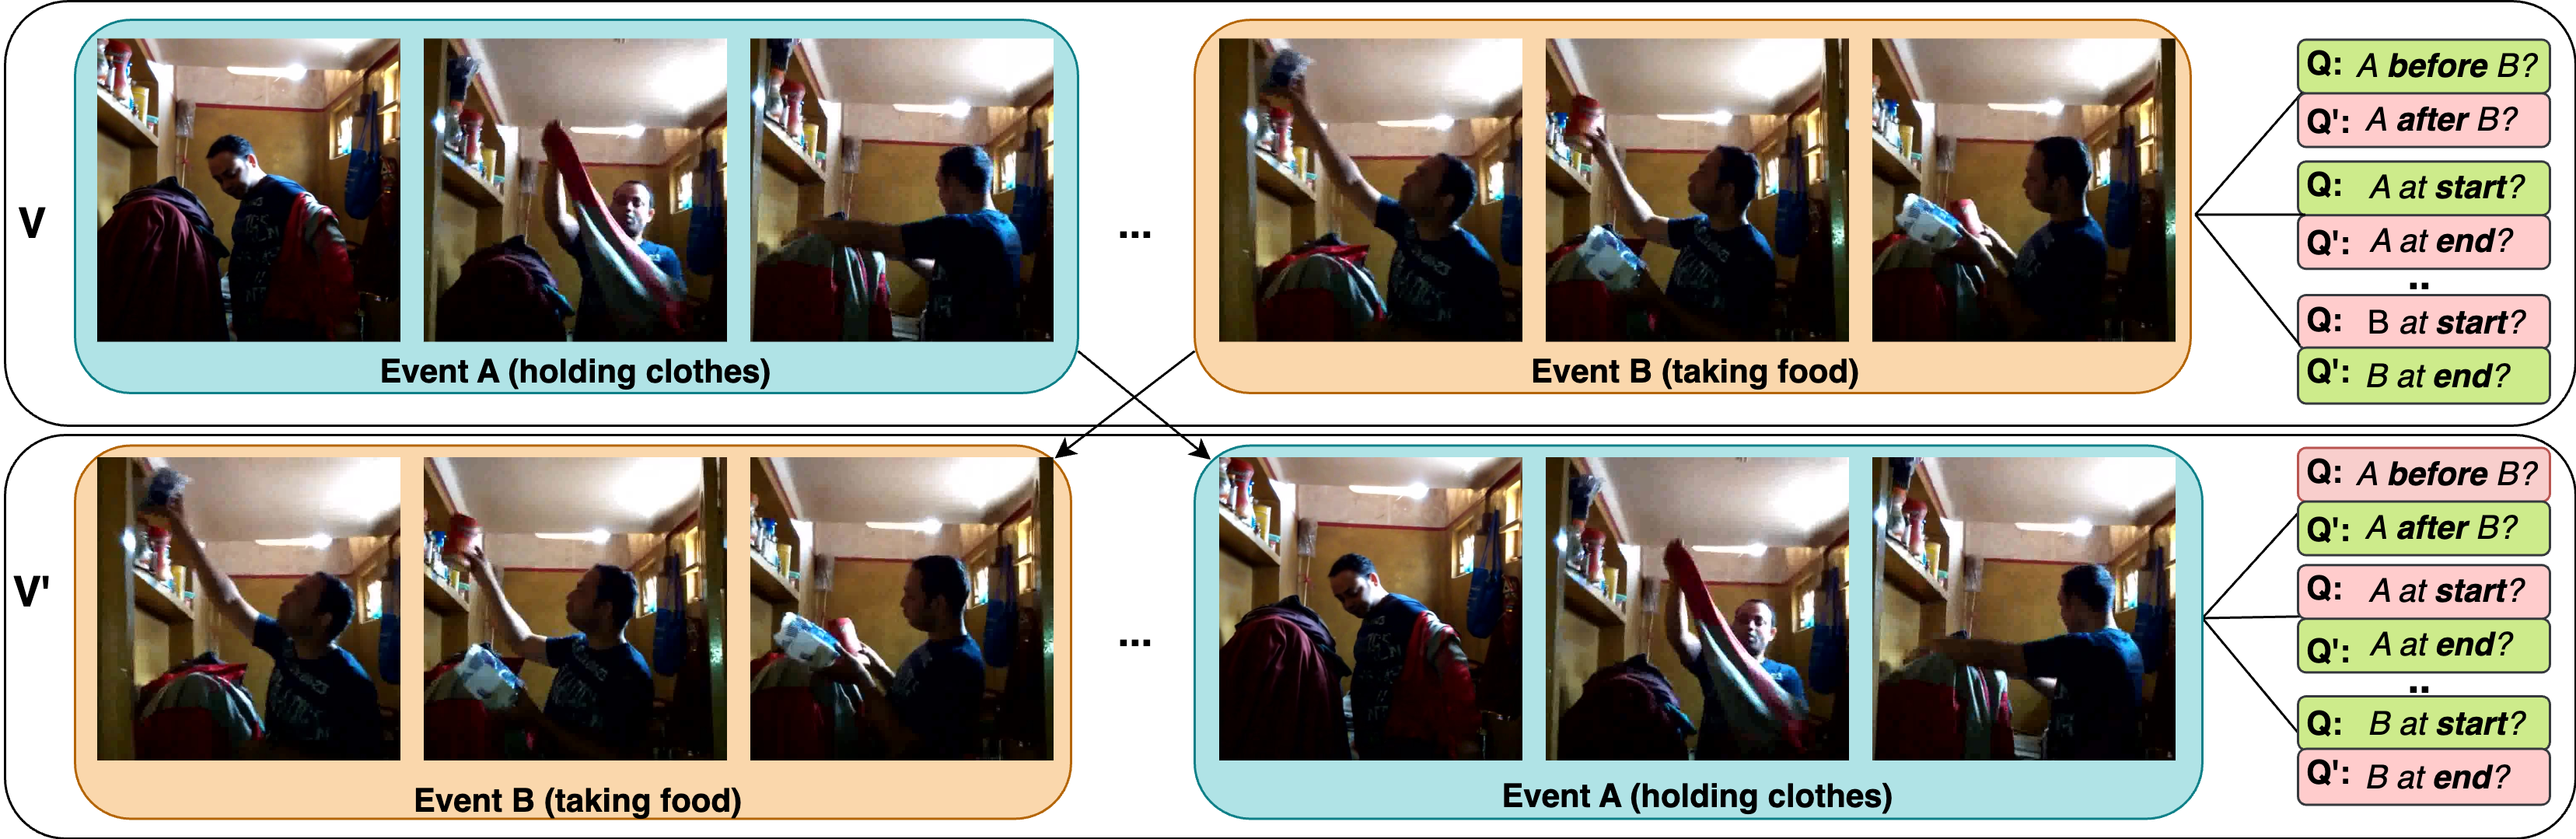 V
Event A (holding clothes)
...
Event B (taking food)
Q: A before B?
Q': A after B?
Q: A at start?
Q': A at end?
..
Q: B at start?
Q': B at end?
V'
Event B (taking food)
...
Event A (holding clothes)
Q: A before B?
Q': A after B?
Q: A at start?
Q': A at end?
..
Q: B at start?
Q': B at end?